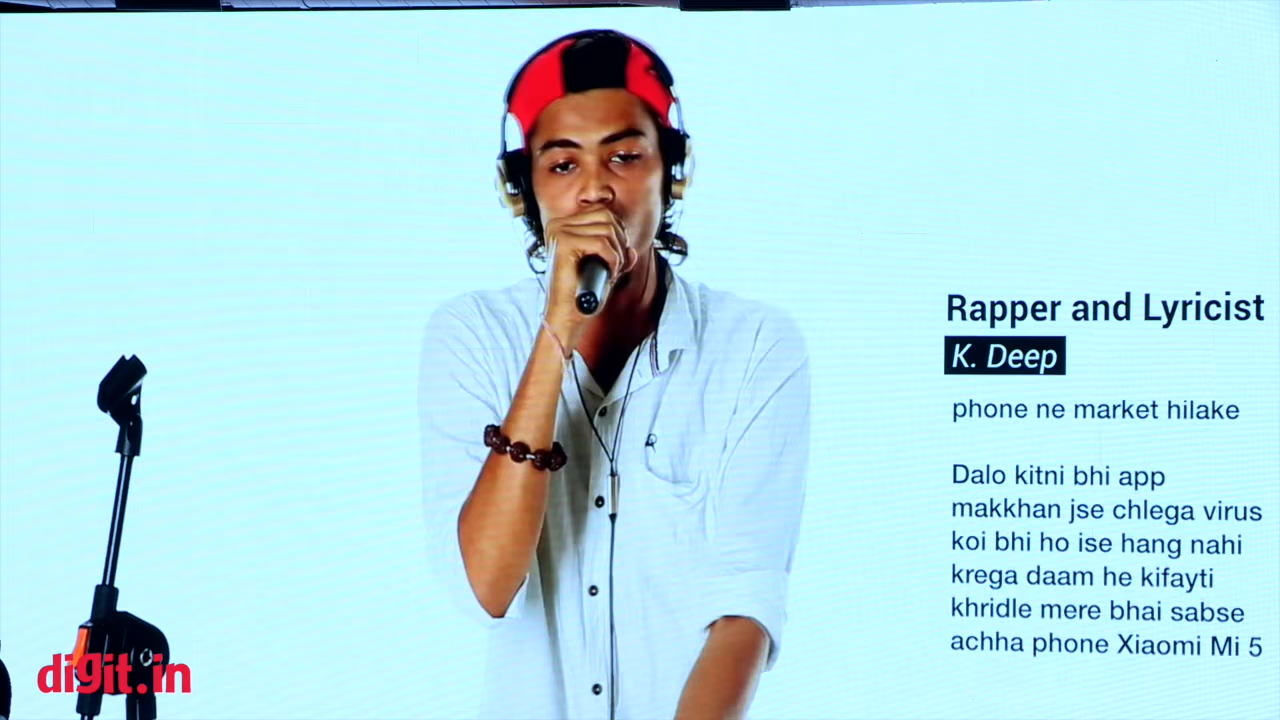 Rapper and Lyricist
K. Deep
phone ne market hilake
Dalo kitni bhi app
makkhan jse chlega virus
koi bhi ho ise hang nahi
krega daam he kifayti
khridle mere bhai sabse
achha phone Xiaomi Mi 5
digit.in